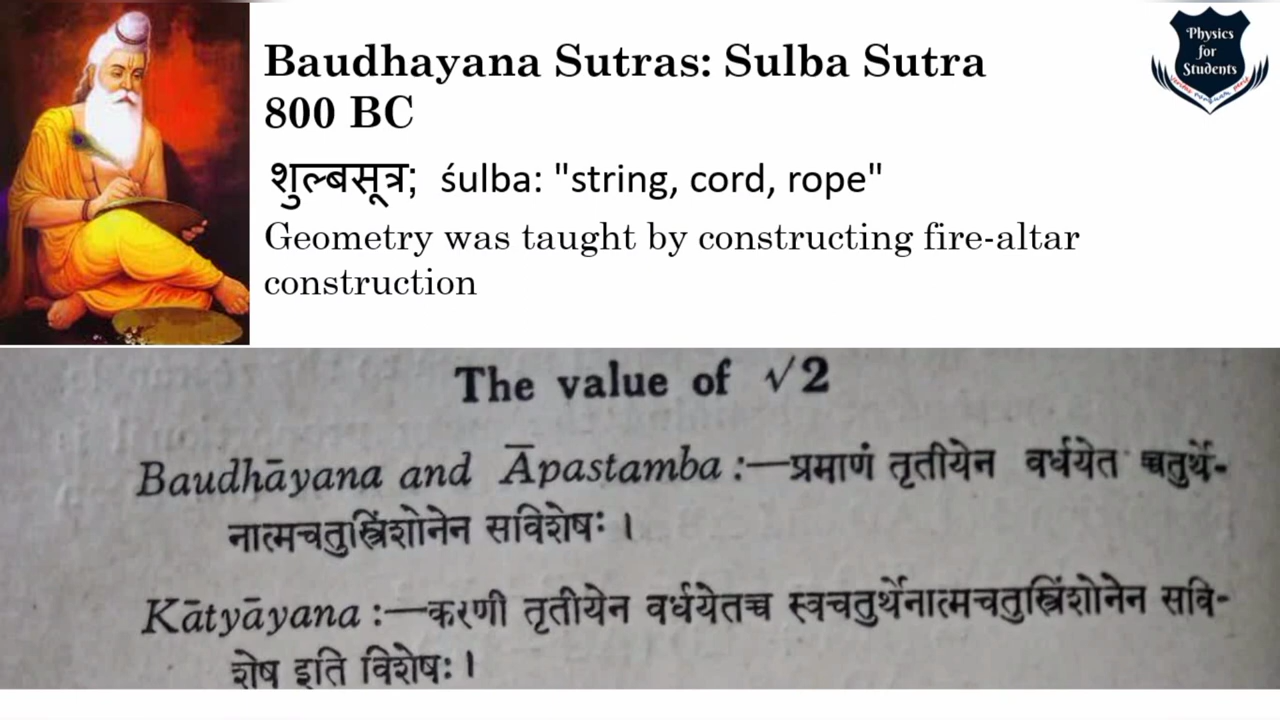 Baudhayana Sutras: Sulba Sutra
800 BC
शुल्बसूत्र; śulba: "string, cord, rope"
Geometry was taught by constructing fire-altar
construction
Physics
for
Students
The value of √2
Baudhāyana and Āpastamba :—प्रमाणं तृतीयेन वर्धयेत च्चतुर्थे-
नात्मचतुस्त्रिंशोनेन सविशेषः ।
Kātyāyana :—करणी तृतीयेन वर्धयेतच्च स्वचतुर्थेनात्मचतुस्त्रिंशोनेन सवि-
शेष इति विशेषः ।